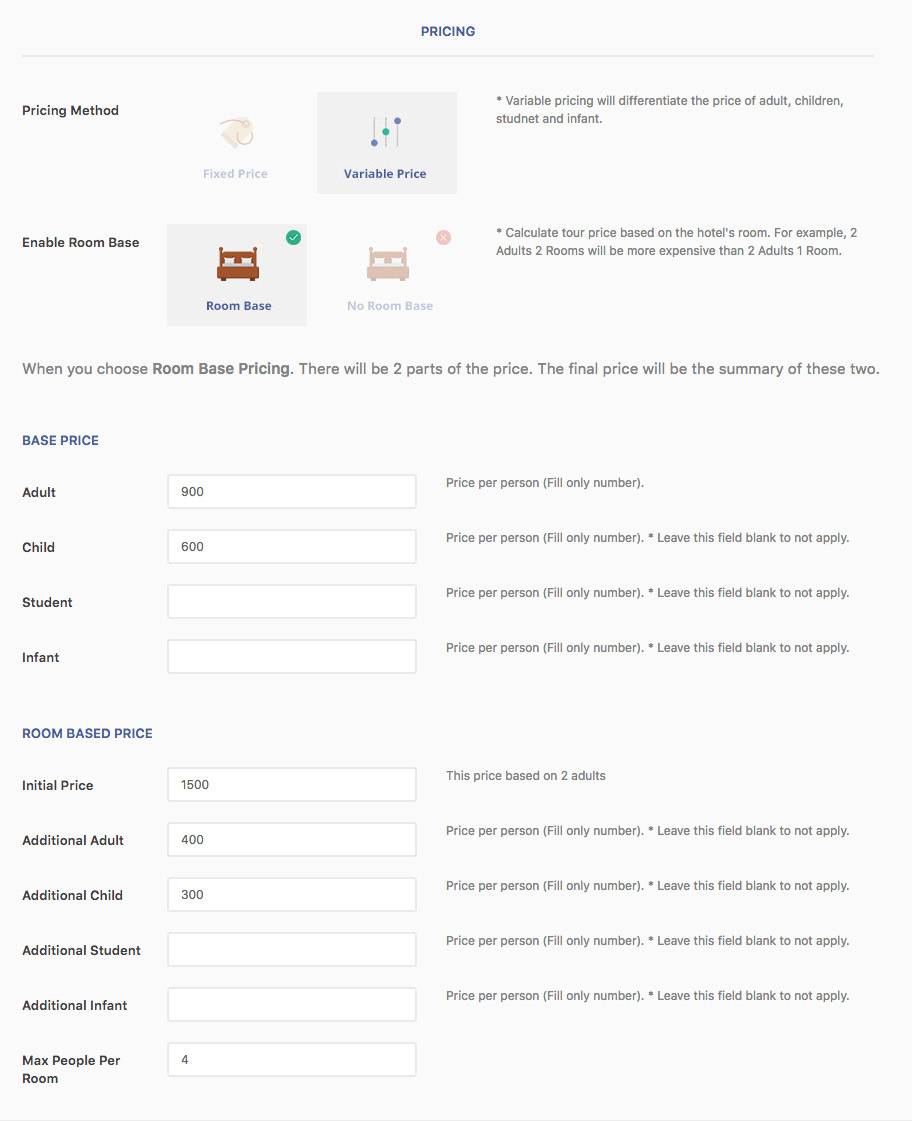 PRICING
Pricing Method
Fixed Price
Variable Price
* Variable pricing will differentiate the price of adult, children,
studnet and infant.
Enable Room Base
Room Base
No Room Base
* Calculate tour price based on the hotel's room. For example, 2
Adults 2 Rooms will be more expensive than 2 Adults 1 Room.
When you choose Room Base Pricing. There will be 2 parts of the price. The final price will be the summary of these two.
BASE PRICE
Adult
900
Price per person (Fill only number).
Child
600
Price per person (Fill only number). * Leave this field blank to not apply.
Student
Price per person (Fill only number). * Leave this field blank to not apply.
Infant
Price per person (Fill only number). * Leave this field blank to not apply.
ROOM BASED PRICE
Initial Price
1500
This price based on 2 adults
Additional Adult
400
Price per person (Fill only number). * Leave this field blank to not apply.
Additional Child
300
Price per person (Fill only number). * Leave this field blank to not apply.
Additional Student
Price per person (Fill only number). * Leave this field blank to not apply.
Additional Infant
Price per person (Fill only number). * Leave this field blank to not apply.
Max People Per
Room
4